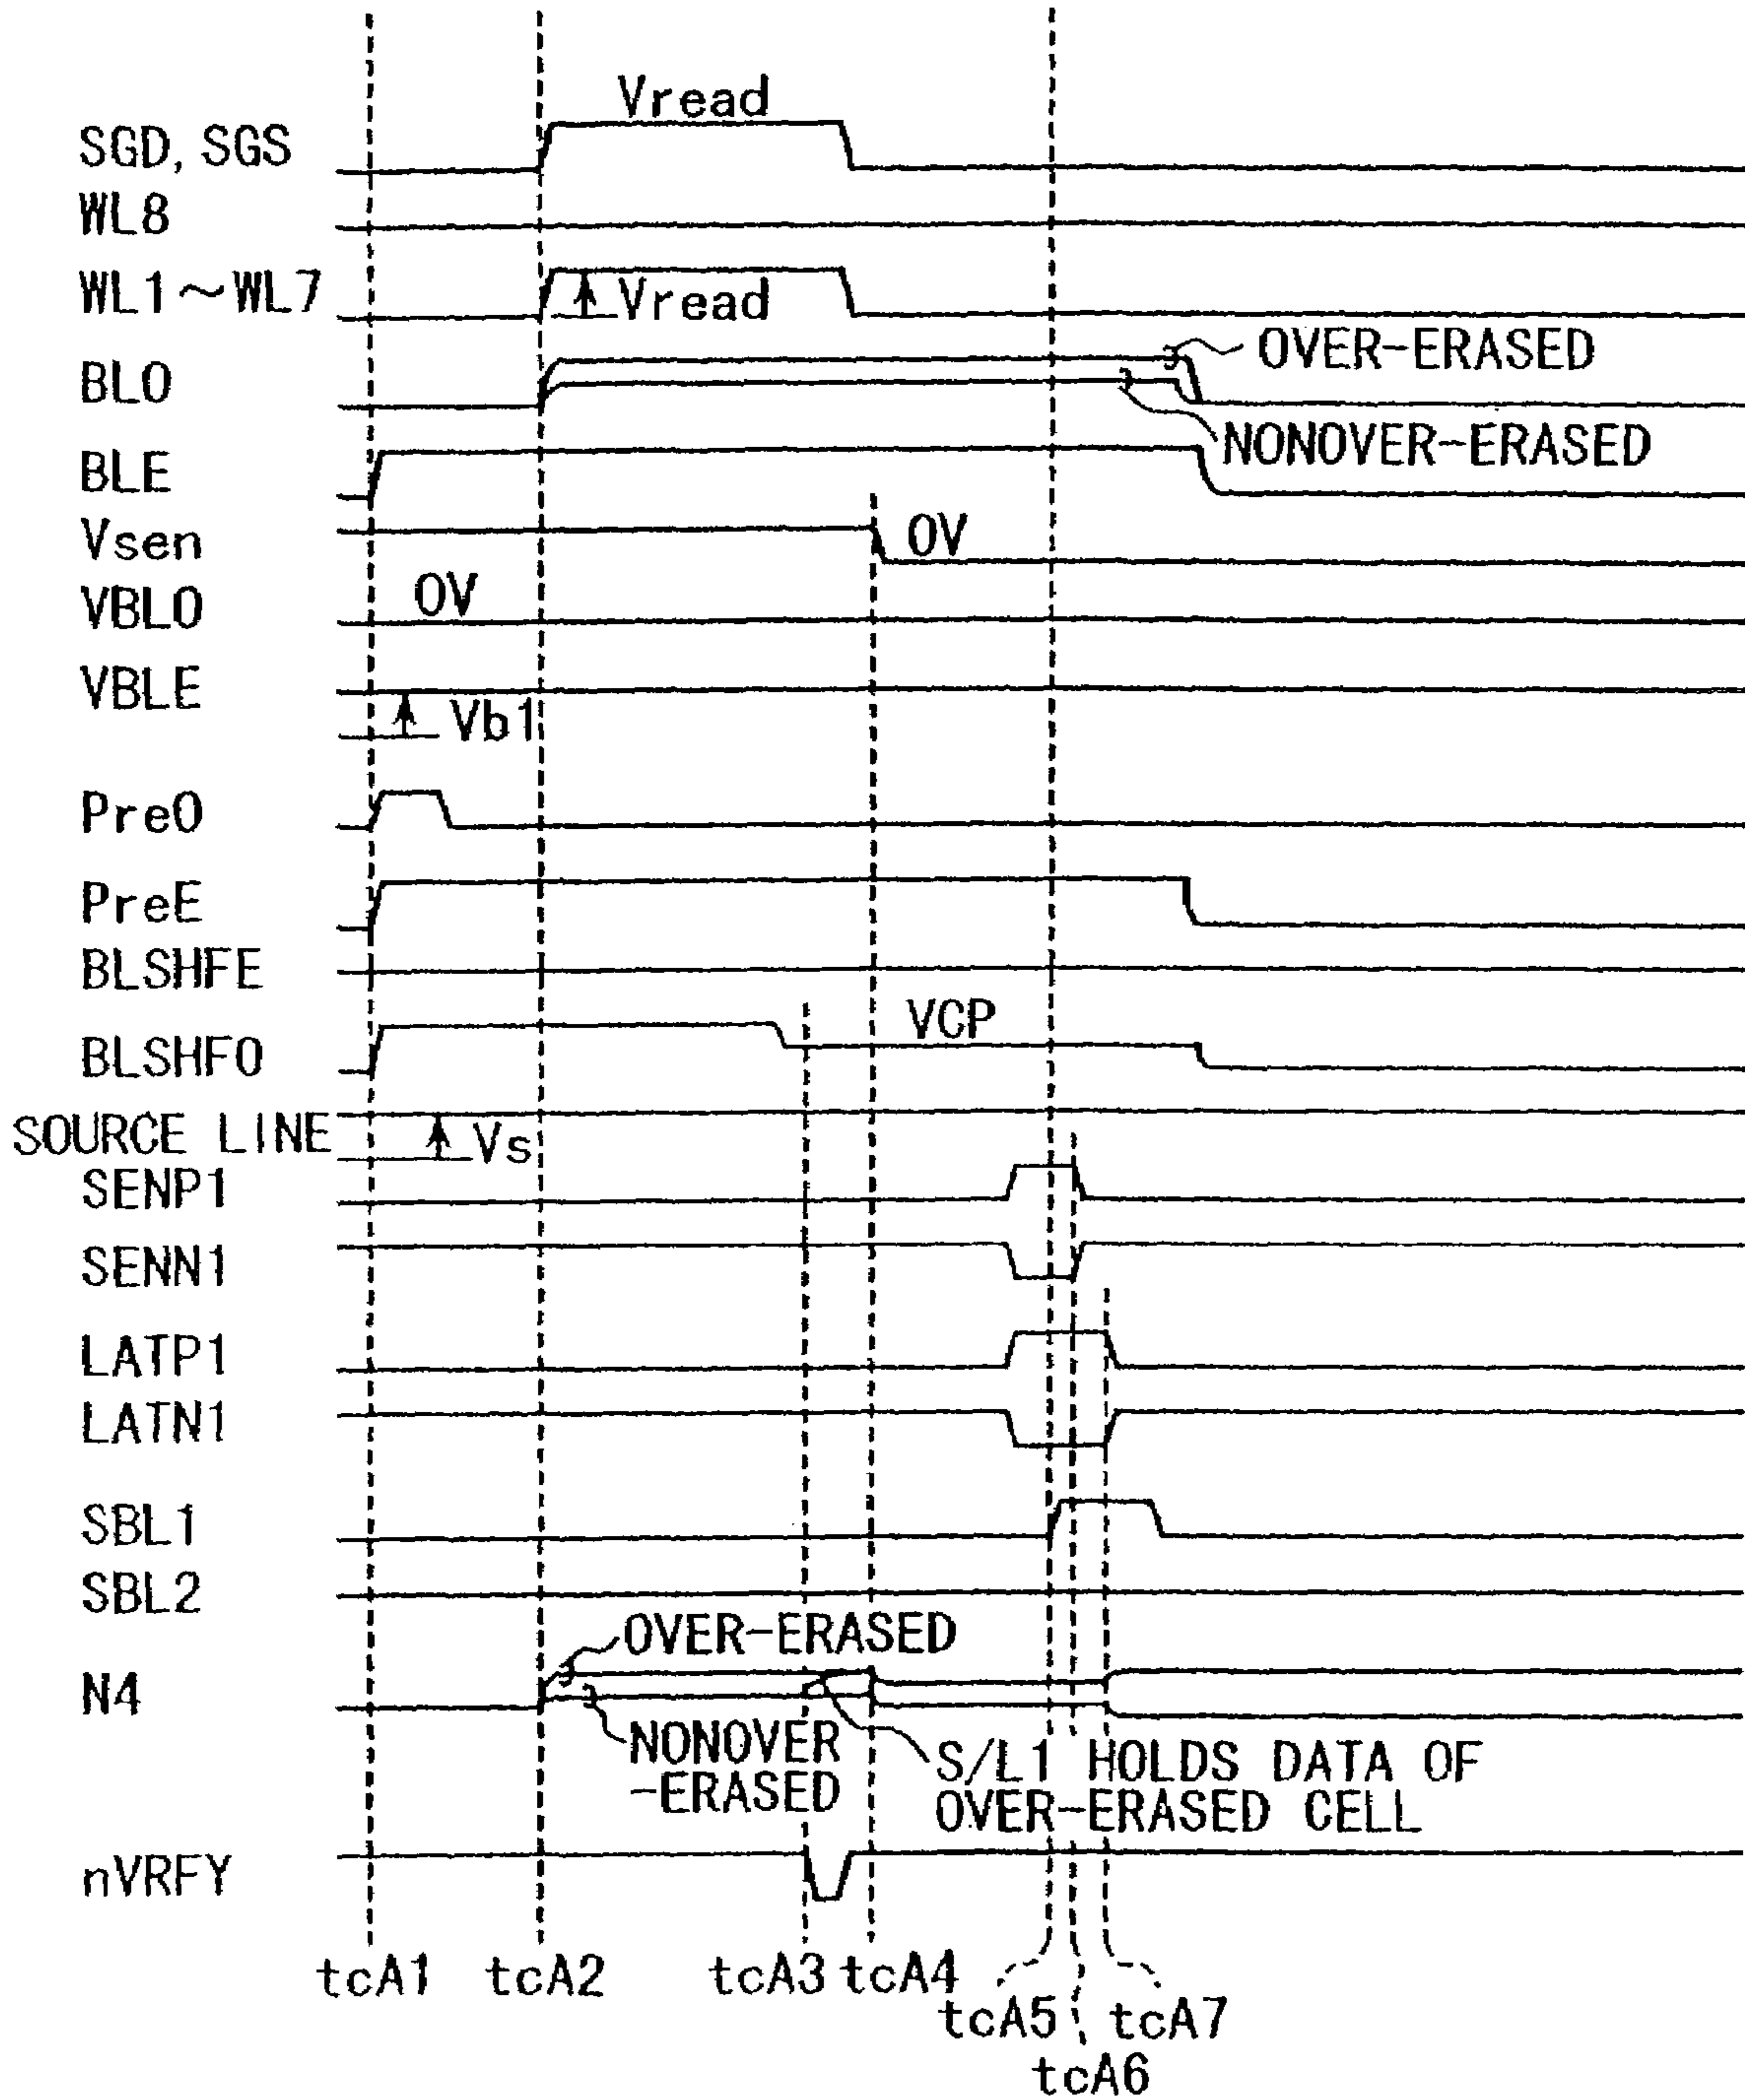 Vread
SGD, SGS
WL8
WL1～WL7
Vread
OVER-ERASED
BLO
NONOVER-ERASED
BLE
Vsen
OV
VBLO
OV
VBLE
Vb1
PreO
PreE
BLSHFE
VCP
BLSHFO
SOURCE LINE
Vs
SENP1
SENN1
LATP1
LATN1
SBL1
SBL2
OVER-ERASED
N4
NONOVER
-ERASED
S/L1 HOLDS DATA OF
OVER-ERASED CELL
nVRFY
tcA1 tcA2 tcA3 tcA4
tcA5 tcA7
tcA6